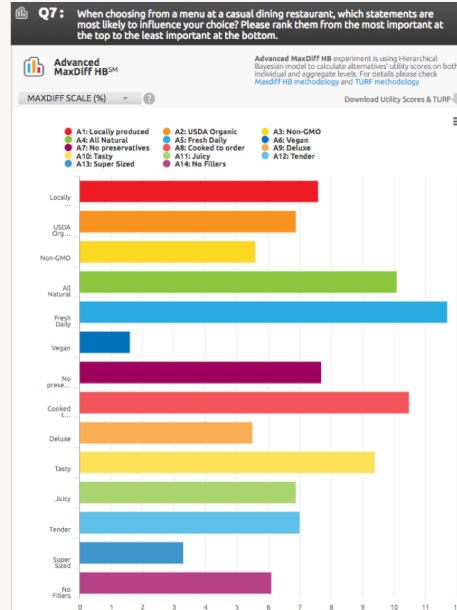 Q7: When choosing from a menu at a casual dining restaurant, which statements are
most likely to influence your choice? Please rank them from the most important at
the top to the least important at the bottom.
Advanced
MaxDiff HB SM
Advanced MaxDiff HB experiment is using Hierarchical
Bayesian model to calculate alternatives' utility scores on both
individual and aggregate levels. For details please check
MaxDiff HB methodology and TURF methodology
MAXDIFF SCALE (%) ?
Download Utility Scores & TURF
A1: Locally produced A2: USDA Organic A3: Non-GMO
A4: All Natural A5: Fresh Daily A6: Vegan
A7: No preservatives A8: Cooked to order A9: Deluxe
A10: Tasty A11: Juicy A12: Tender
A13: Super Sized A14: No Fillers
Locally
...
USDA
Org...
Non-GMO
All
Natural
Fresh
Daily
Vegan
No
prese...
Cooked
t...
Deluxe
Tasty
Juicy
Tender
Super
Sized
No
Fillers
0 1 2 3 4 5 6 7 8 9 10 11